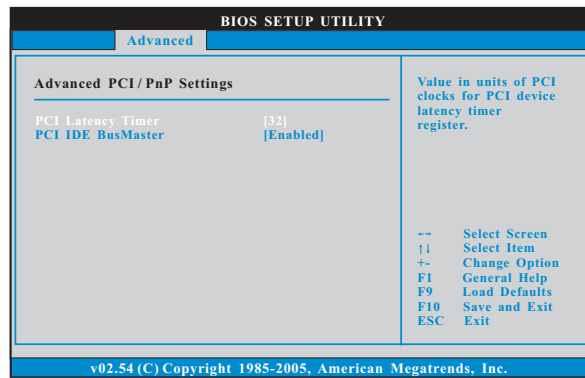 BIOS SETUP UTILITY
Advanced
Advanced PCI / PnP Settings
PCI Latency Timer [32]
PCI IDE BusMaster [Enabled]
Value in units of PCI
clocks for PCI device
latency timer
register.
←→ Select Screen
↑↓ Select Item
+- Change Option
F1 General Help
F9 Load Defaults
F10 Save and Exit
ESC Exit
v02.54 (C) Copyright 1985-2005, American Megatrends, Inc.